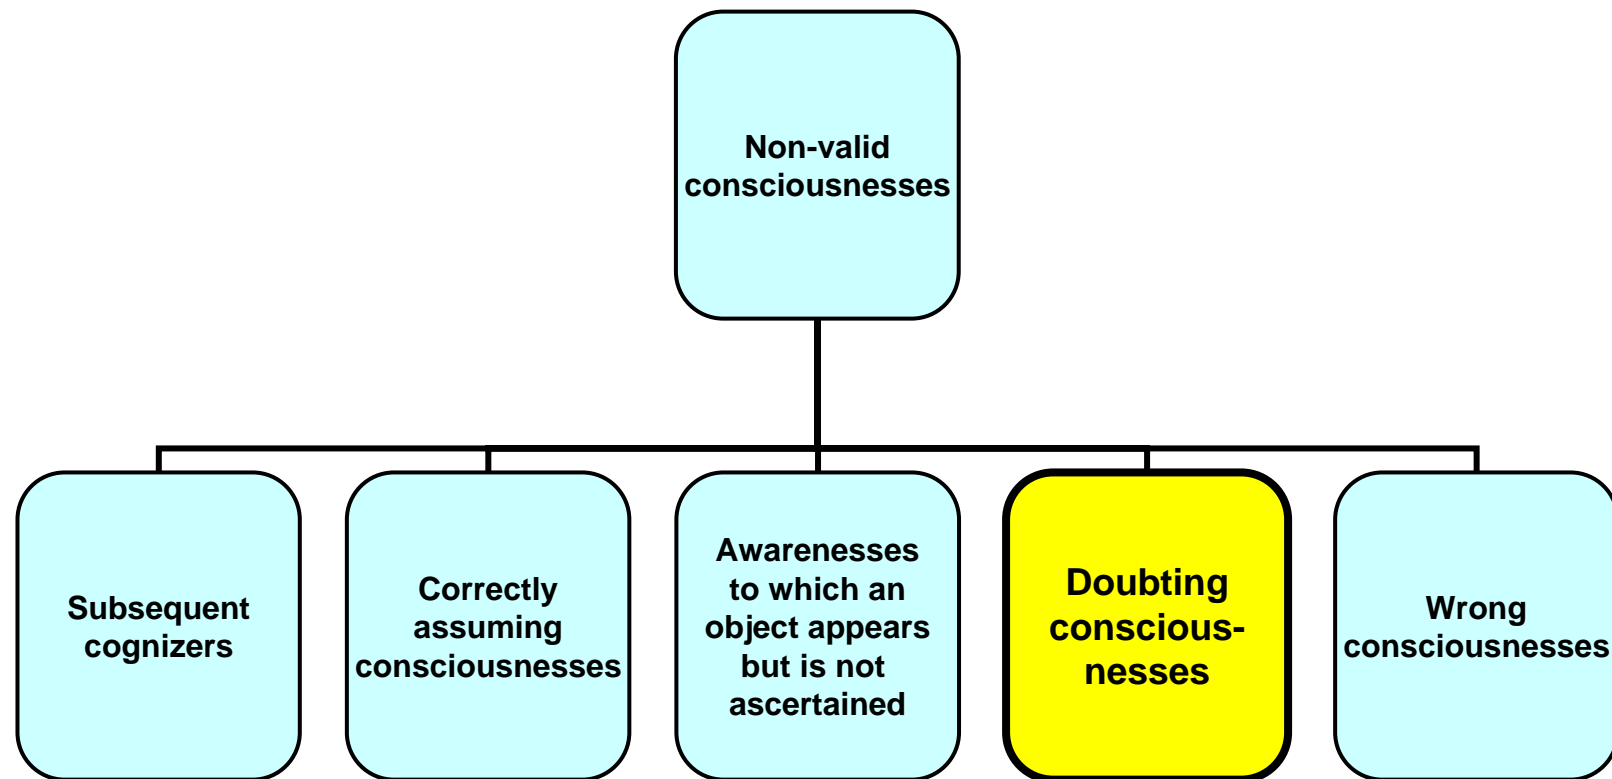 Non-valid
consciousnesses
Subsequent
cognizers
Correctly
assuming
consciousnesses
Awarenesses
to which an
object appears
but is not
ascertained
Doubting
conscious-
nesses
Wrong
consciousnesses